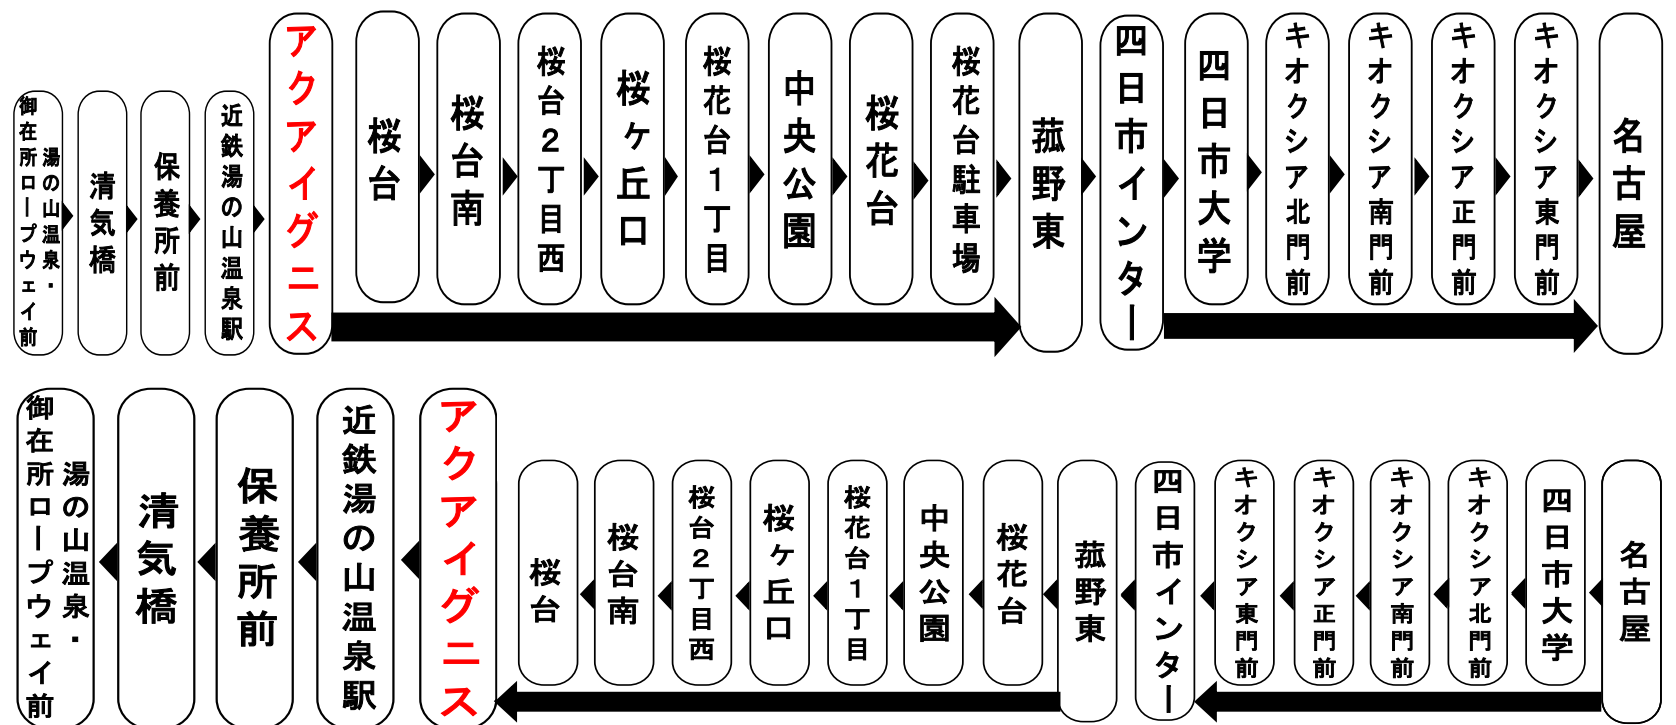 湯の山温泉・
御在所ロープウェイ前
清気橋
保養所前
近鉄湯の山温泉駅
アクアイグニス
桜台
桜台南
桜台２丁目西
桜ヶ丘口
桜花台１丁目
中央公園
桜花台
桜花台駐車場
菰野東
四日市インター
四日市大学
キオクシア北門前
キオクシア南門前
キオクシア正門前
キオクシア東門前
名古屋
湯の山温泉・
御在所ロープウェイ前
清気橋
保養所前
近鉄湯の山温泉駅
アクアイグニス
桜台
桜台南
桜台２丁目西
桜ヶ丘口
桜花台１丁目
中央公園
桜花台
菰野東
四日市インター
キオクシア東門前
キオクシア正門前
キオクシア南門前
キオクシア北門前
四日市大学
名古屋